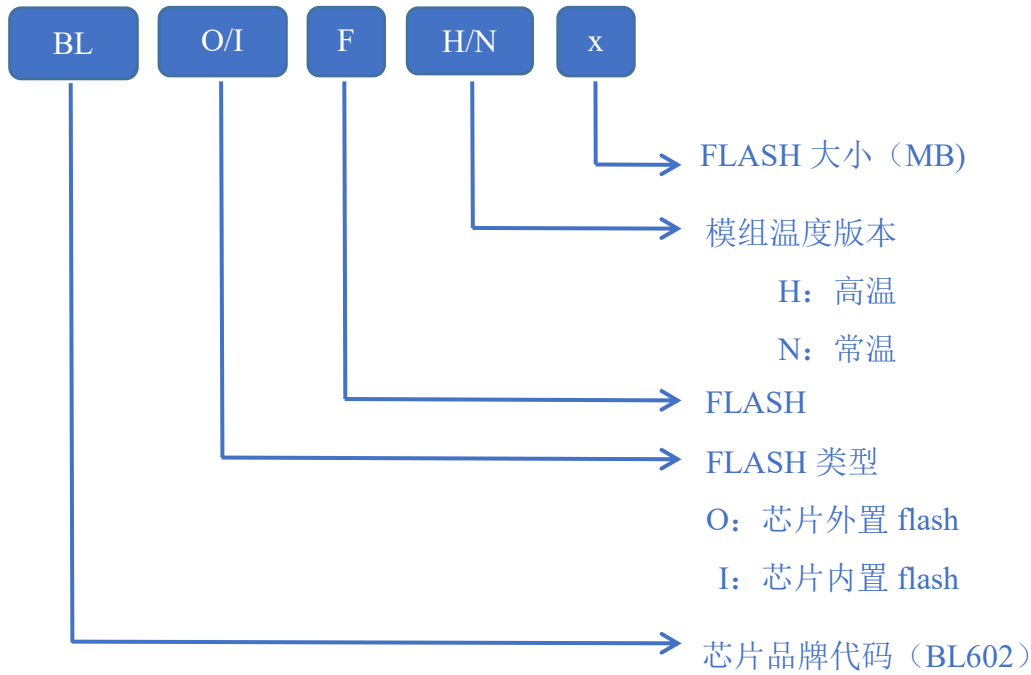 BL O/I F H/N x
FLASH 大小（MB)
模组温度版本
H：高温
N：常温
FLASH
FLASH 类型
O：芯片外置 flash
I：芯片内置 flash
芯片品牌代码（BL602）